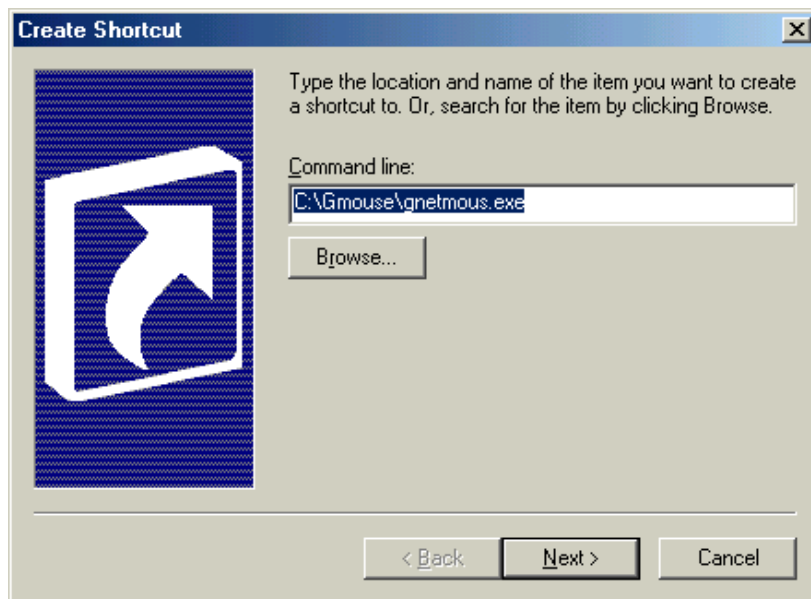 Create Shortcut
Type the location and name of the item you want to create
a shortcut to. Or, search for the item by clicking Browse.
Command line:
C:\Gmouse\gnetmous.exe
Browse...
< Back
Next >
Cancel